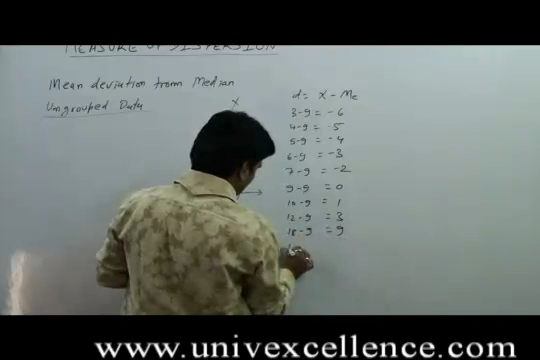 MEASURE OF DISPERSION
Mean deviation from Median
Ungrouped Data
X
d = X - Me
3-9 = -6
4-9 = -5
5-9 = -4
6-9 = -3
7-9 = -2
9-9 = 0
10-9 = 1
12-9 = 3
18-9 = 9
www.univexcellence.com